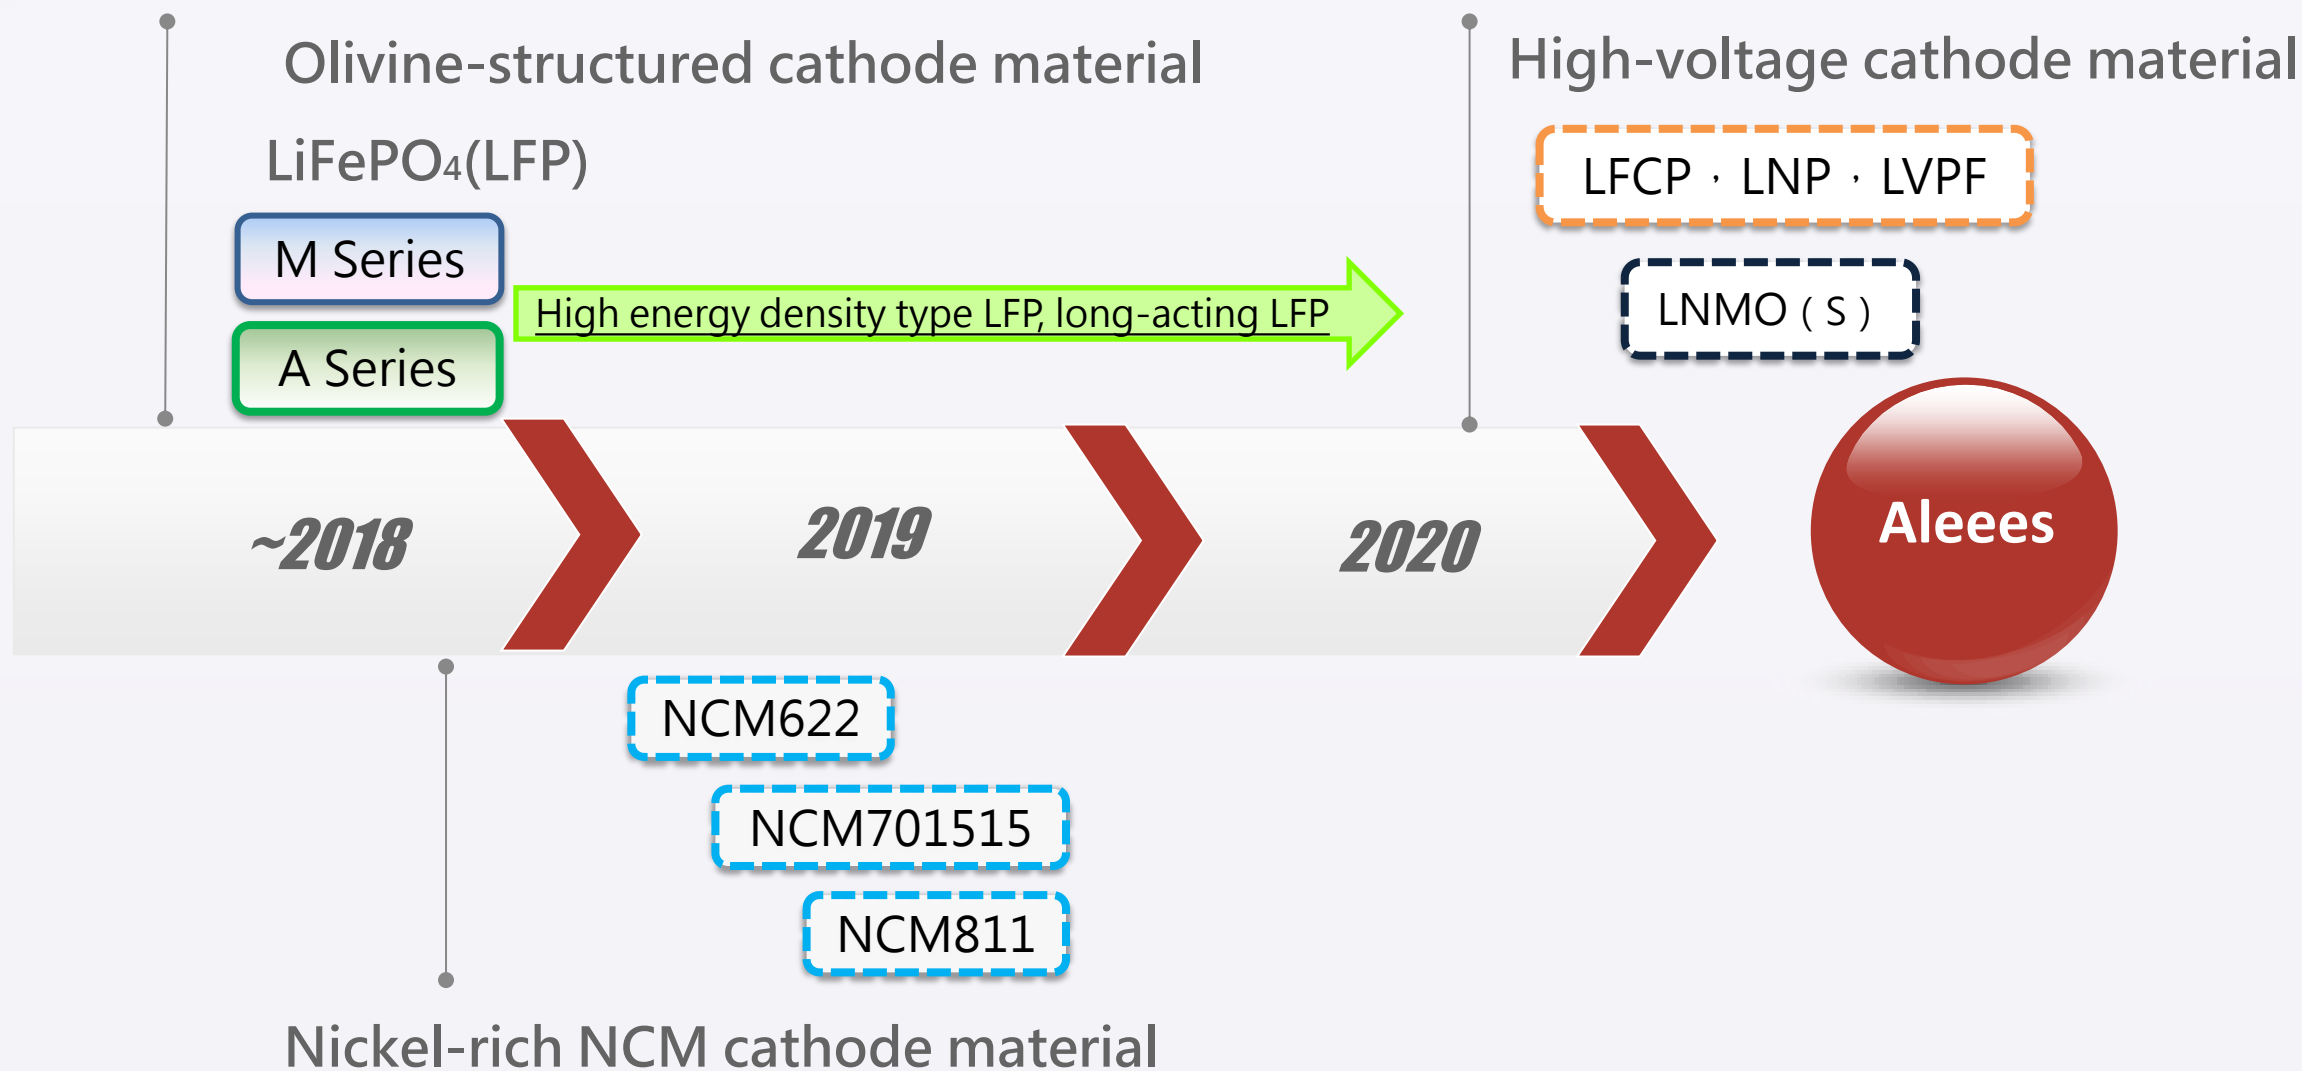 Olivine-structured cathode material
LiFePO₄(LFP)
M Series
A Series
High energy density type LFP, long-acting LFP
High-voltage cathode material
LFCP，LNP，LVPF
LNMO（S）
~2018
2019
2020
Aleees
NCM622
NCM701515
NCM811
Nickel-rich NCM cathode material